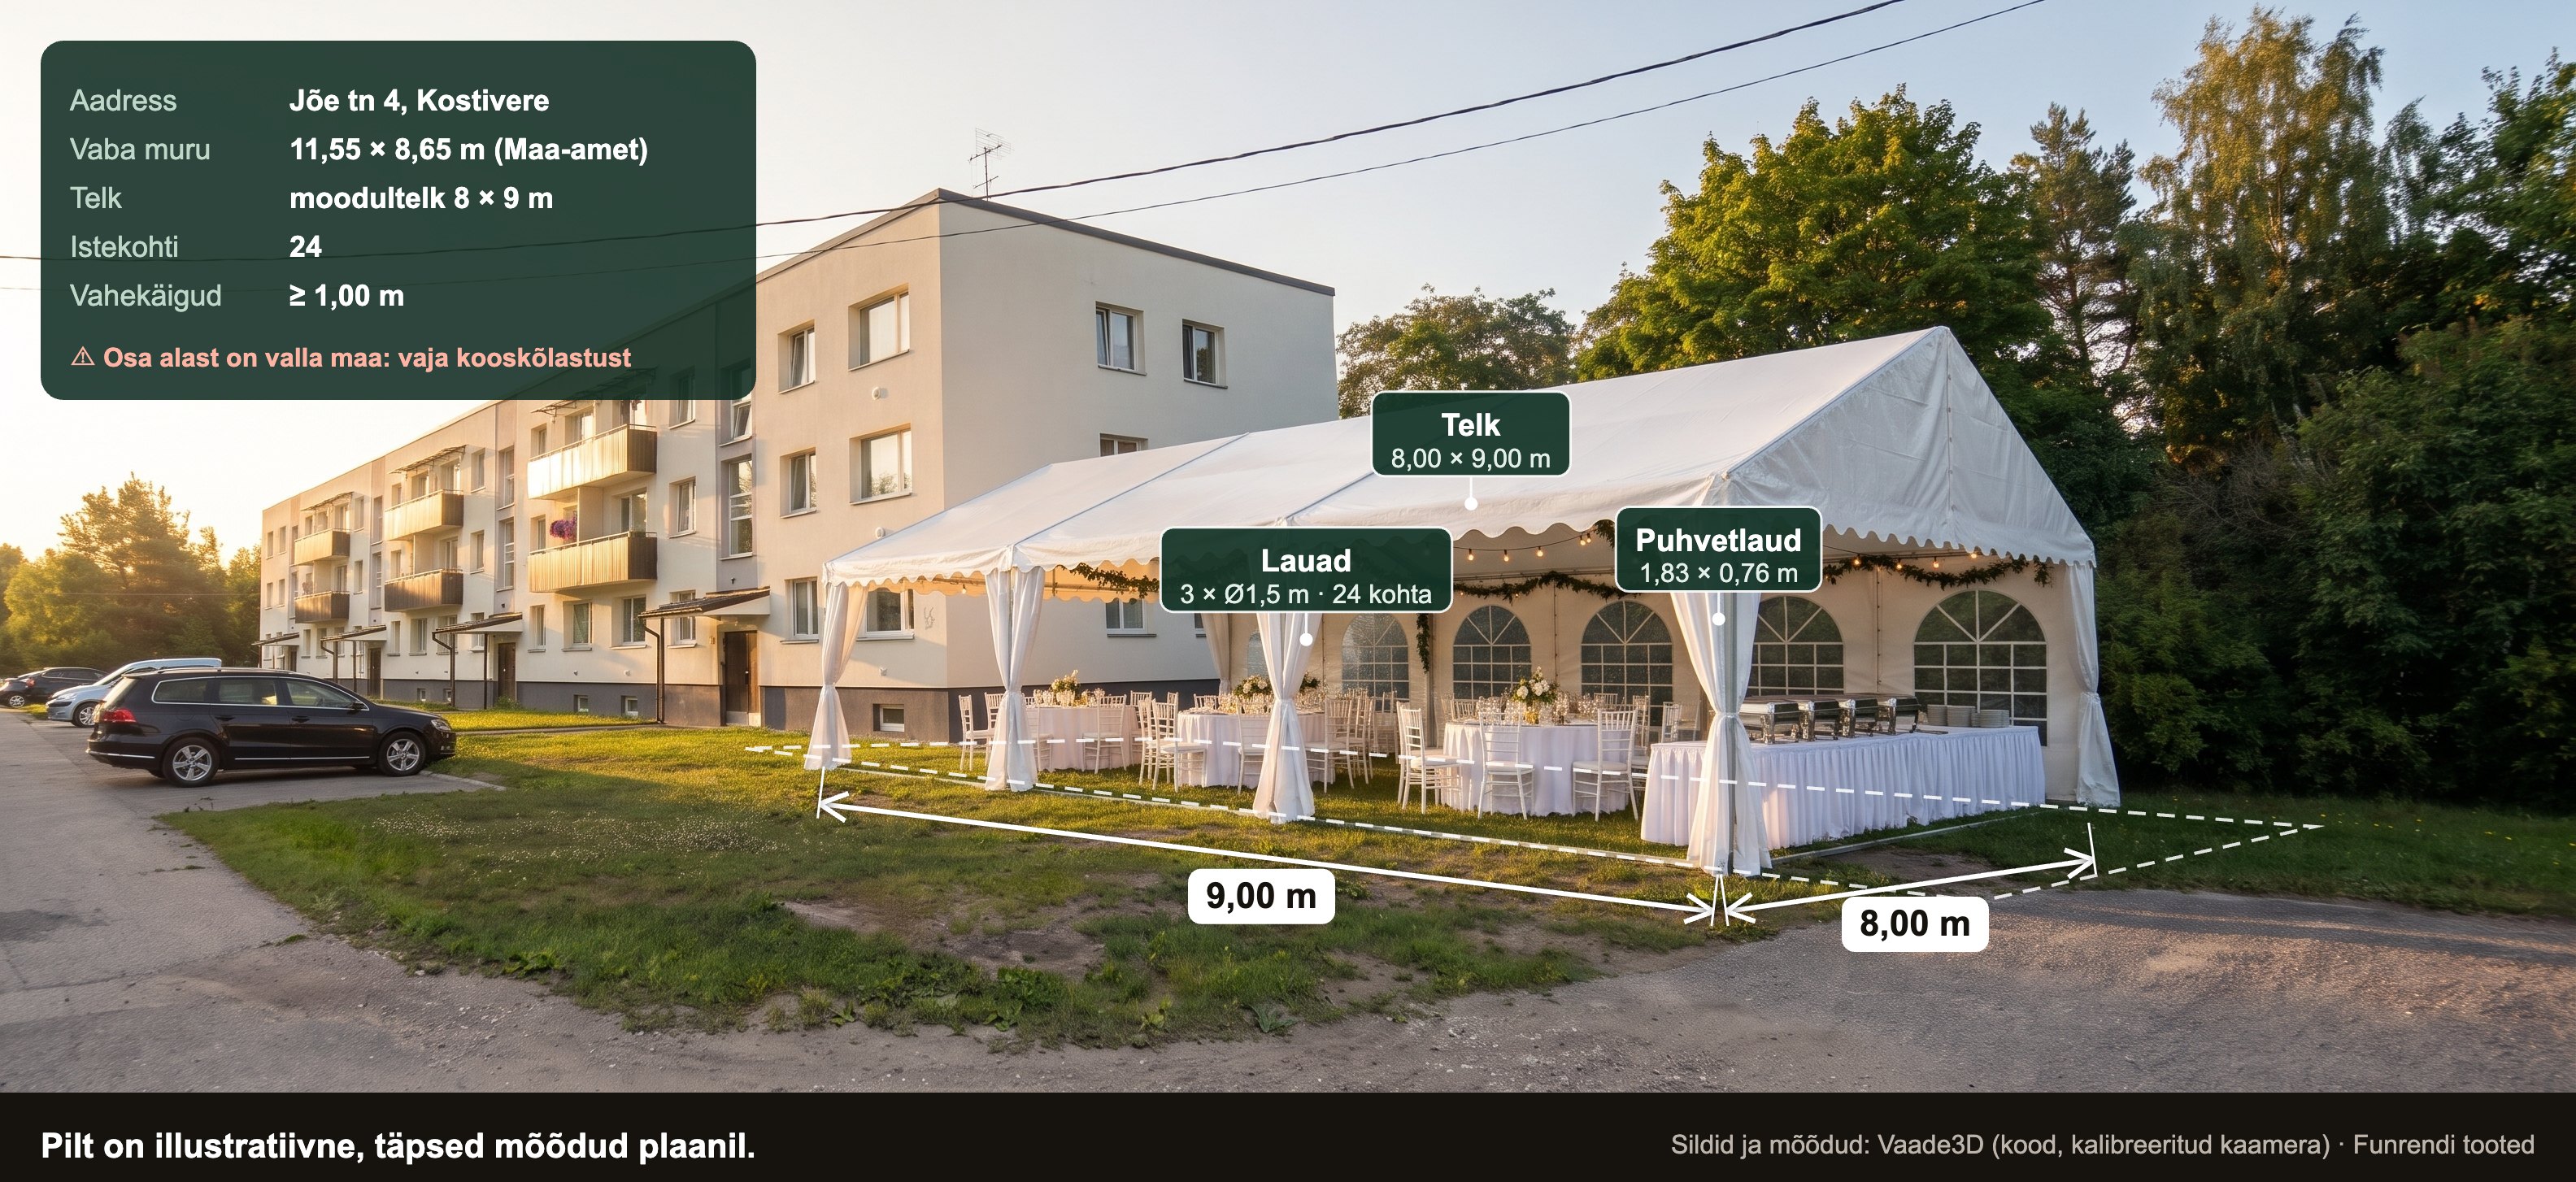 Aadress Jõe tn 4, Kostivere
Vaba muru 11,55 × 8,65 m (Maa-amet)
Telk moodultelk 8 × 9 m
Istekohti 24
Vahekäigud ≥ 1,00 m
⚠ Osa alast on valla maa: vaja kooskõlastust
Telk
8,00 × 9,00 m
Lauad
3 × Ø1,5 m · 24 kohta
Puhvetlaud
1,83 × 0,76 m
9,00 m
8,00 m
Pilt on illustratiivne, täpsed mõõdud plaanil.
Sildid ja mõõdud: Vaade3D (kood, kalibreeritud kaamera) · Funrendi tooted